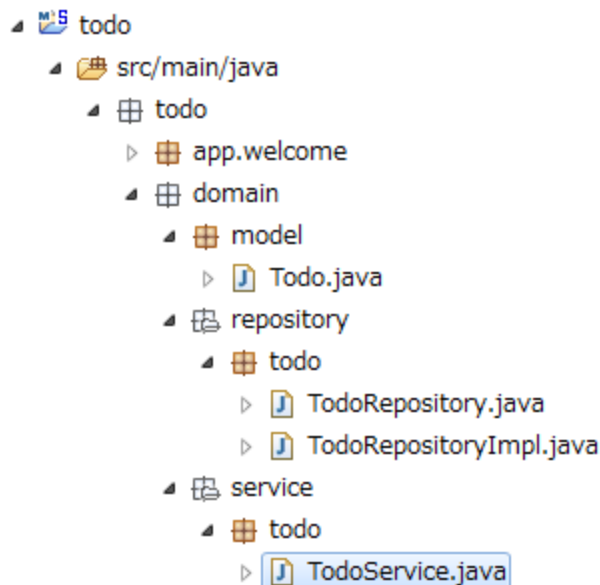 todo
src/main/java
todo
app.welcome
domain
model
Todo.java
repository
todo
TodoRepository.java
TodoRepositoryImpl.java
service
todo
TodoService.java